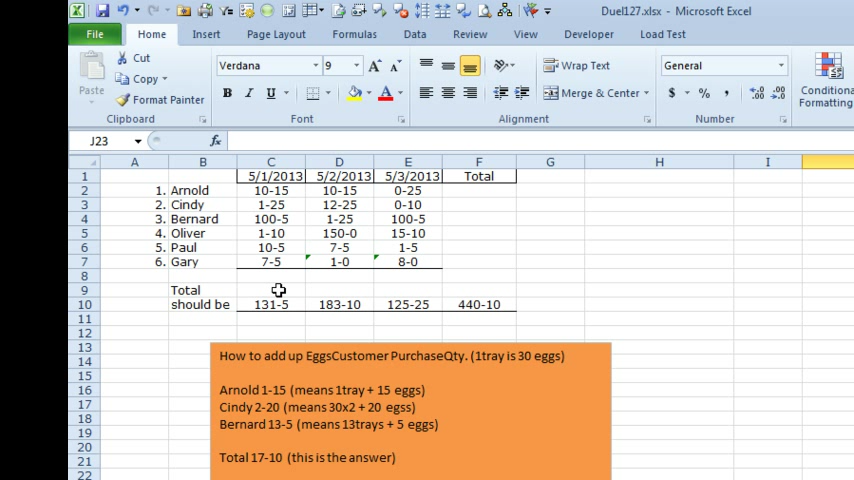 Duel127.xlsx - Microsoft Excel
File Home Insert Page Layout Formulas Data Review View Developer Load Test
Paste
Cut
Copy
Format Painter
Clipboard
Verdana 9
B I U
Font
Wrap Text
Merge & Center
Alignment
General
$ % ,
Number
Conditiona
Formatting
J23 fx
A B C D E F G H I
1 5/1/2013 5/2/2013 5/3/2013 Total
2 1. Arnold 10-15 10-15 0-25
3 2. Cindy 1-25 12-25 0-10
4 3. Bernard 100-5 1-25 100-5
5 4. Oliver 1-10 150-0 15-10
6 5. Paul 10-5 7-5 1-5
7 6. Gary 7-5 1-0 8-0
8
9 Total
10 should be 131-5 183-10 125-25 440-10
11
12
13
14
15
16
17
18
19
20
21
22
How to add up EggsCustomer PurchaseQty. (1tray is 30 eggs)
Arnold 1-15 (means 1tray + 15 eggs)
Cindy 2-20 (means 30x2 + 20 egss)
Bernard 13-5 (means 13trays + 5 eggs)
Total 17-10 (this is the answer)